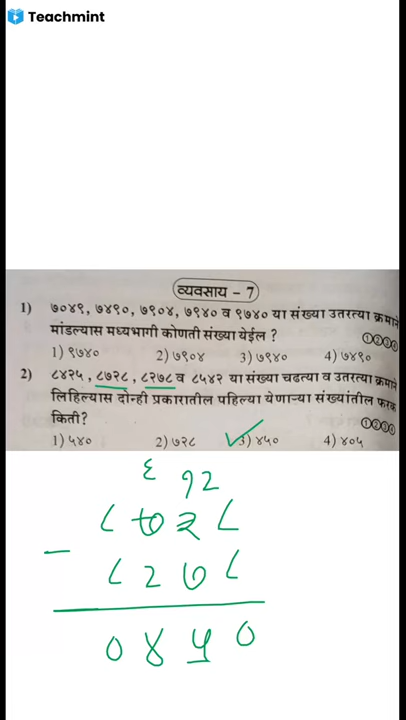 Teachmint
व्यवसाय - 7
1) ७०४९, ७४९०, ७९०४, ७९४० व ९७४० या संख्या उतरत्या क्रमाने
मांडल्यास मध्यभागी कोणती संख्या येईल ? ①②③④
1) ९७४० 2) ७९०४ 3) ७९४० 4) ७४९०
2) ८४२५, ८७२८, ८२७८ व ८५४२ या संख्या चढत्या व उतरत्या क्रमाने
लिहिल्यास दोन्ही प्रकारातील पहिल्या येणाऱ्या संख्यांतील फरक
किती? ①②③④
1) ५४० 2) ७२८ 3) ४५० 4) ४०५
६ १२
८७२८
- ८२७८
०४५०